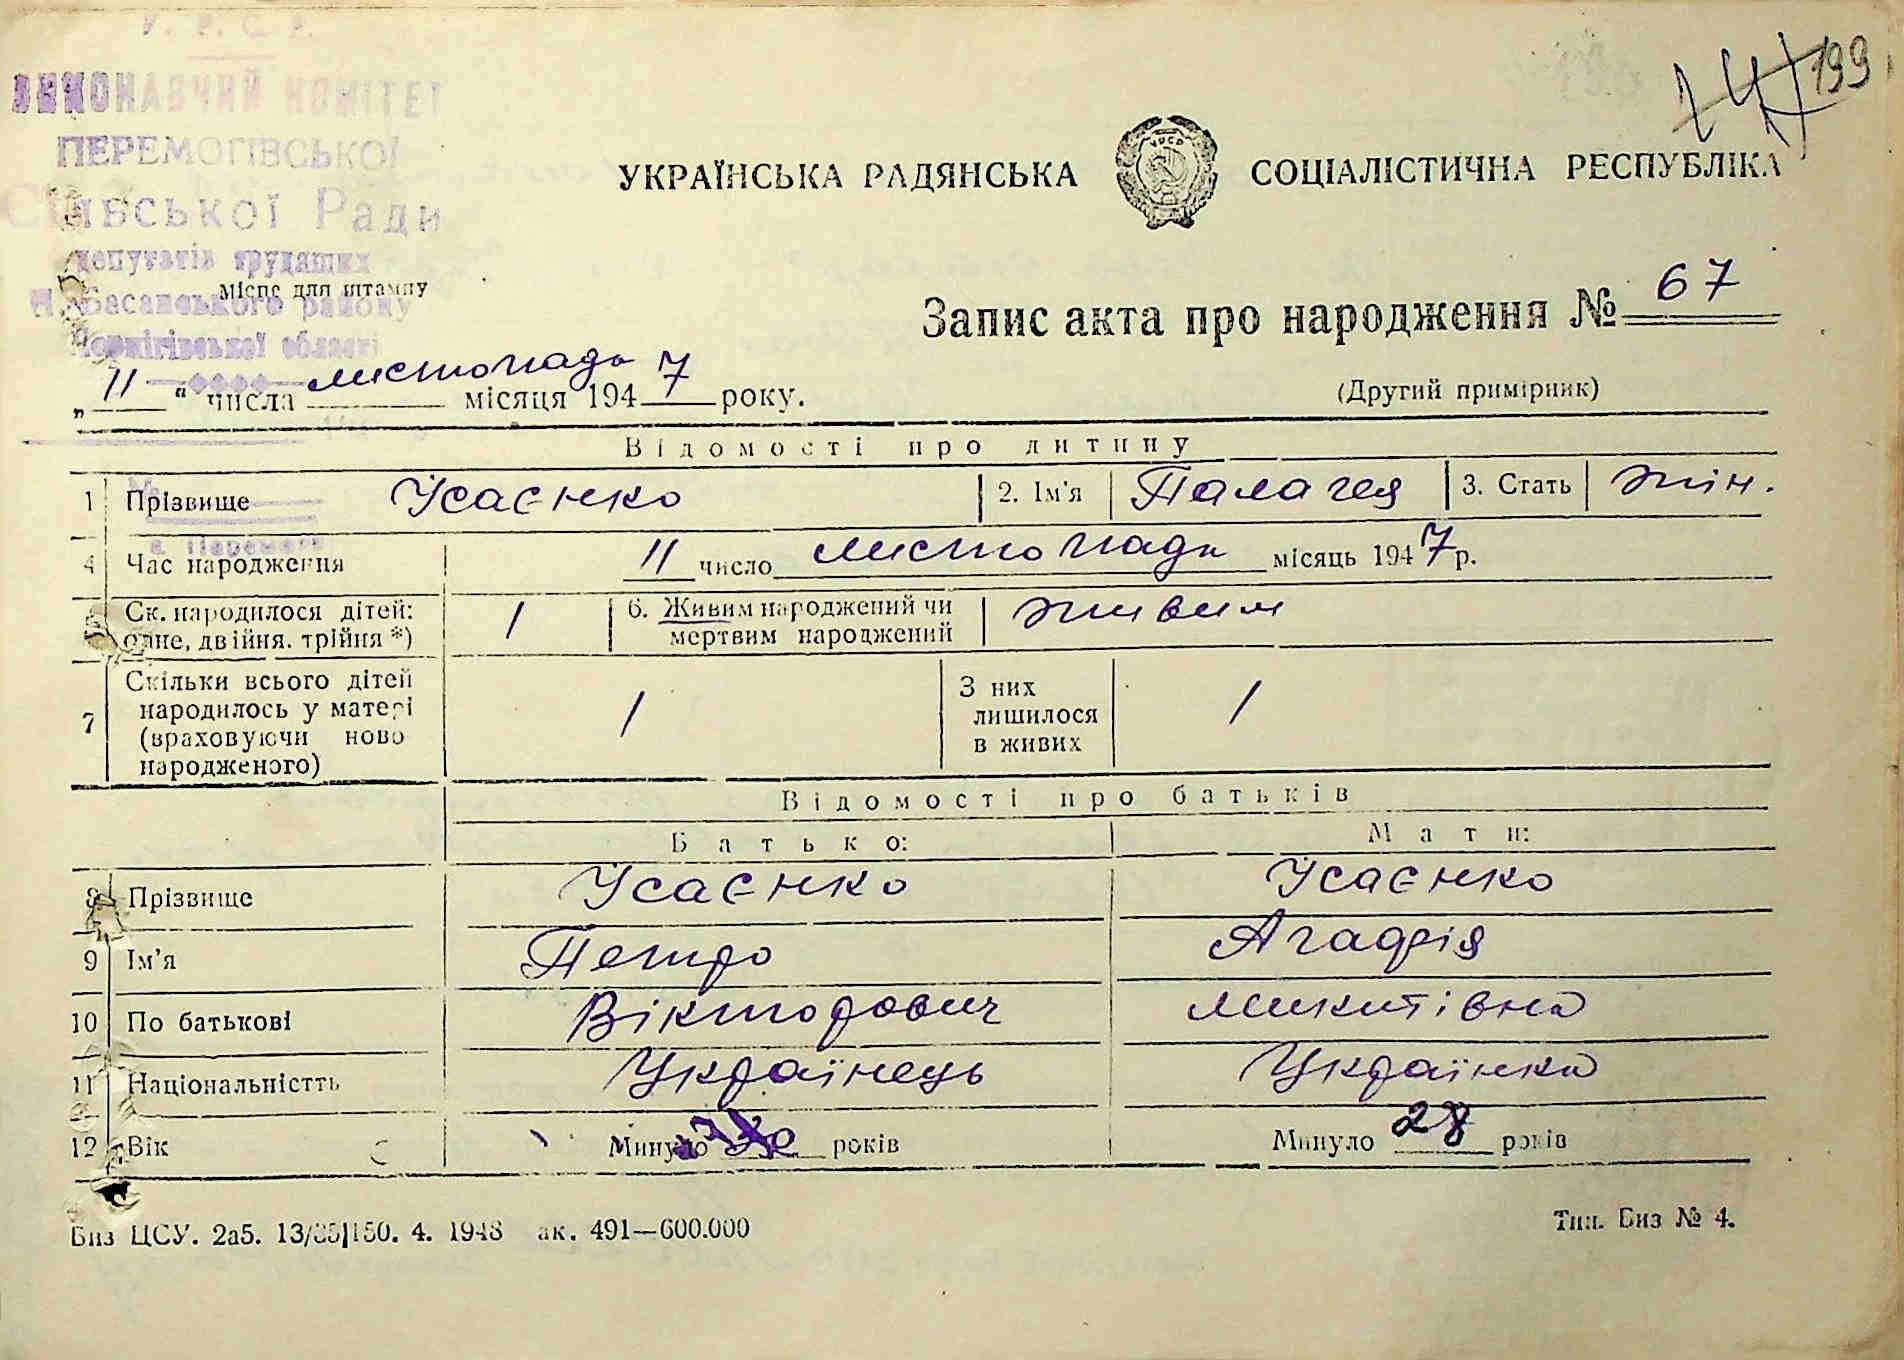 У. Р. С. Р.
ВИКОНАВЧИЙ КОМІТЕТ
ПЕРЕМОГІВСЬКОЇ
Сільської Ради
депутатів трудящих
Н.-Басанського району
Чернігівської області
місце для штампу
199
УКРАЇНСЬКА РАДЯНСЬКА СОЦІАЛІСТИЧНА РЕСПУБЛІКА
УРСР
Запис акта про народження № 67
„11“ числа листопада місяця 1947 року.
(Другий примірник)
Відомості про дитину
1 Прізвище Усаєнко 2. Ім'я Палагея 3. Стать жін.
4 Час народження 11 число листопада місяць 1947 р.
5 Ск. народилося дітей: одне, двійня, трійня *) 1 6. Живим народжений чи мертвим народжений живим
7 Скільки всього дітей народилось у матері (враховуючи ново народженого) 1 З них лишилося в живих 1
Відомості про батьків
Батько: Мати:
8 Прізвище Усаєнко Усаєнко
9 Ім'я Петро Агафія
10 По батькові Вікторович Микитівна
11 Національністть Українець Українка
12 Вік Минуло років Минуло 28 років
Биз ЦСУ. 2а5. 13/35|150. 4. 1948 ак. 491—600.000
Тип. Биз № 4.